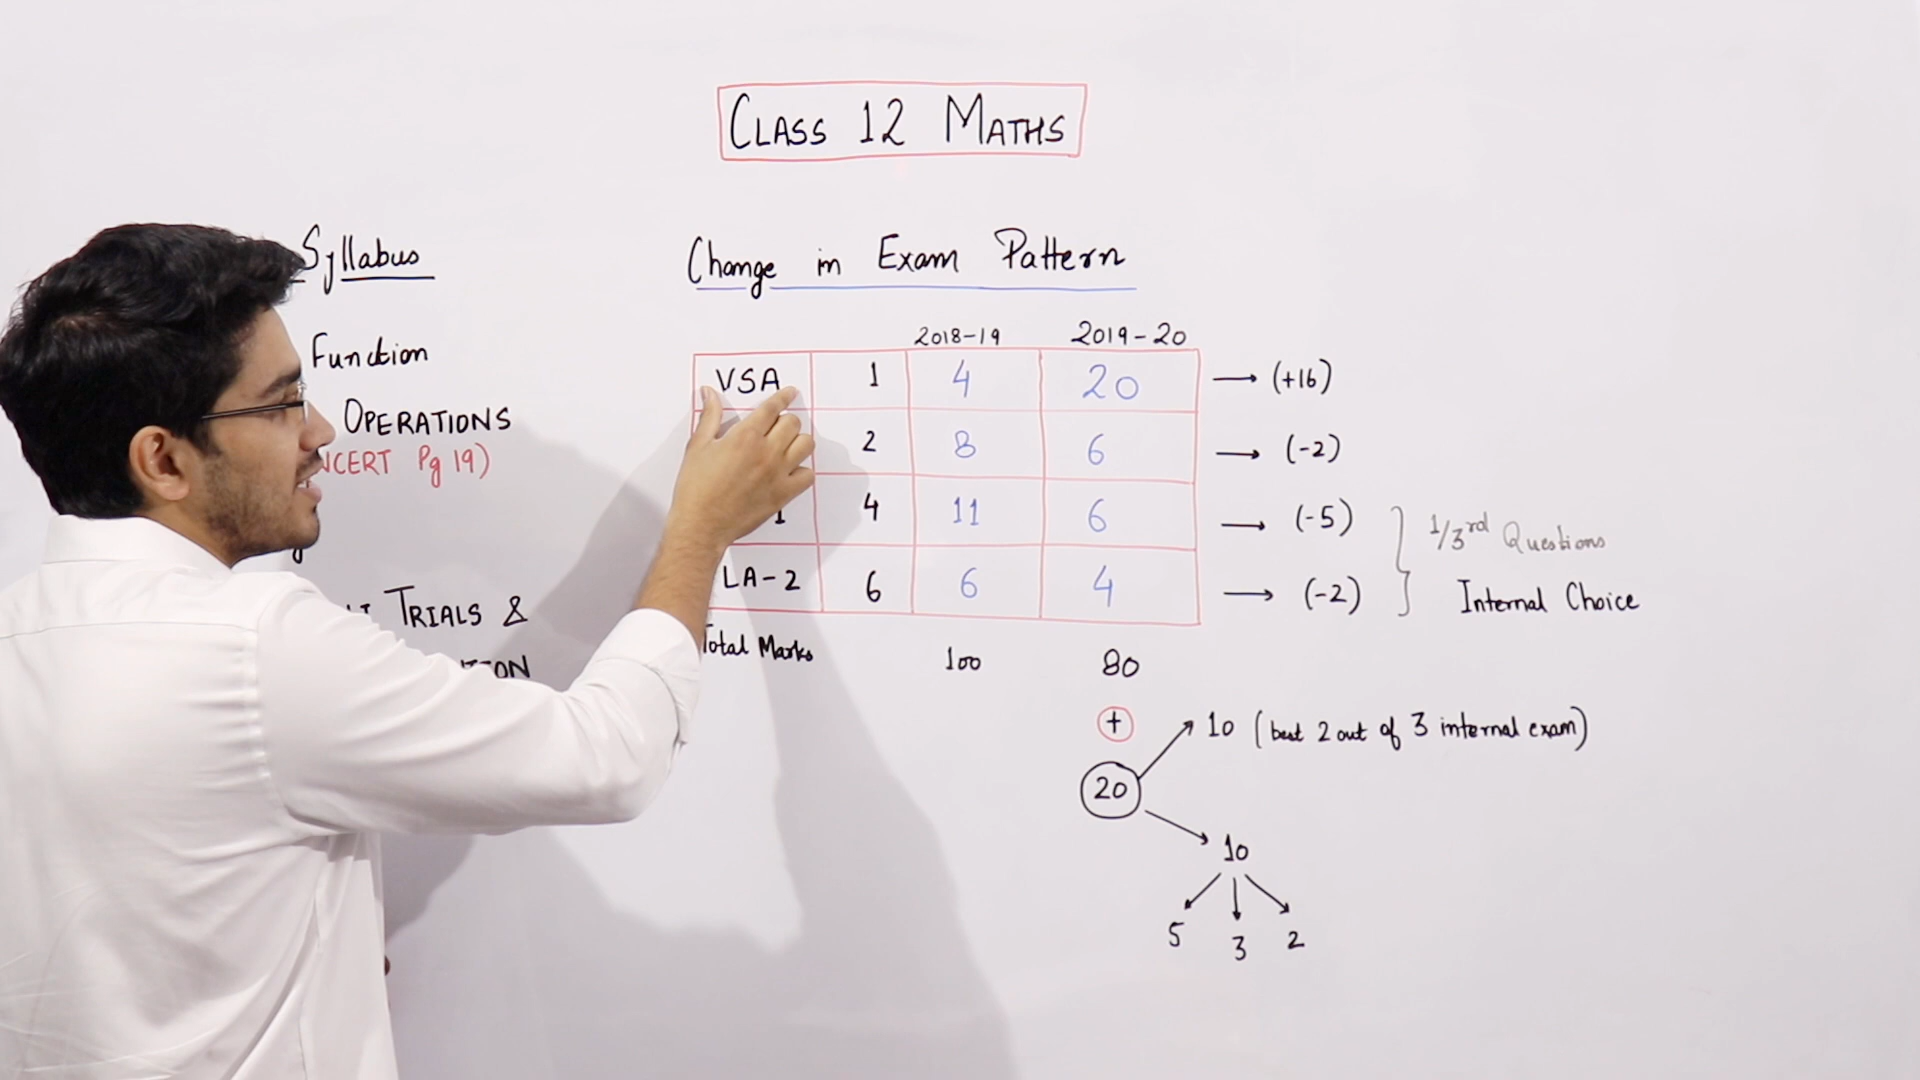 CLASS 12 MATHS
Syllabus
Function
OPERATIONS
NCERT Pg 19)
TRIALS &
Change in Exam Pattern
2018-19 2019-20
VSA 1 4 20 → (+16)
2 8 6 → (-2)
1 4 11 6 → (-5)
LA-2 6 6 4 → (-2)
1/3rd Questions
Internal Choice
Total Marks 100 80
+
20
10 (best 2 out of 3 internal exam)
10
5 3 2